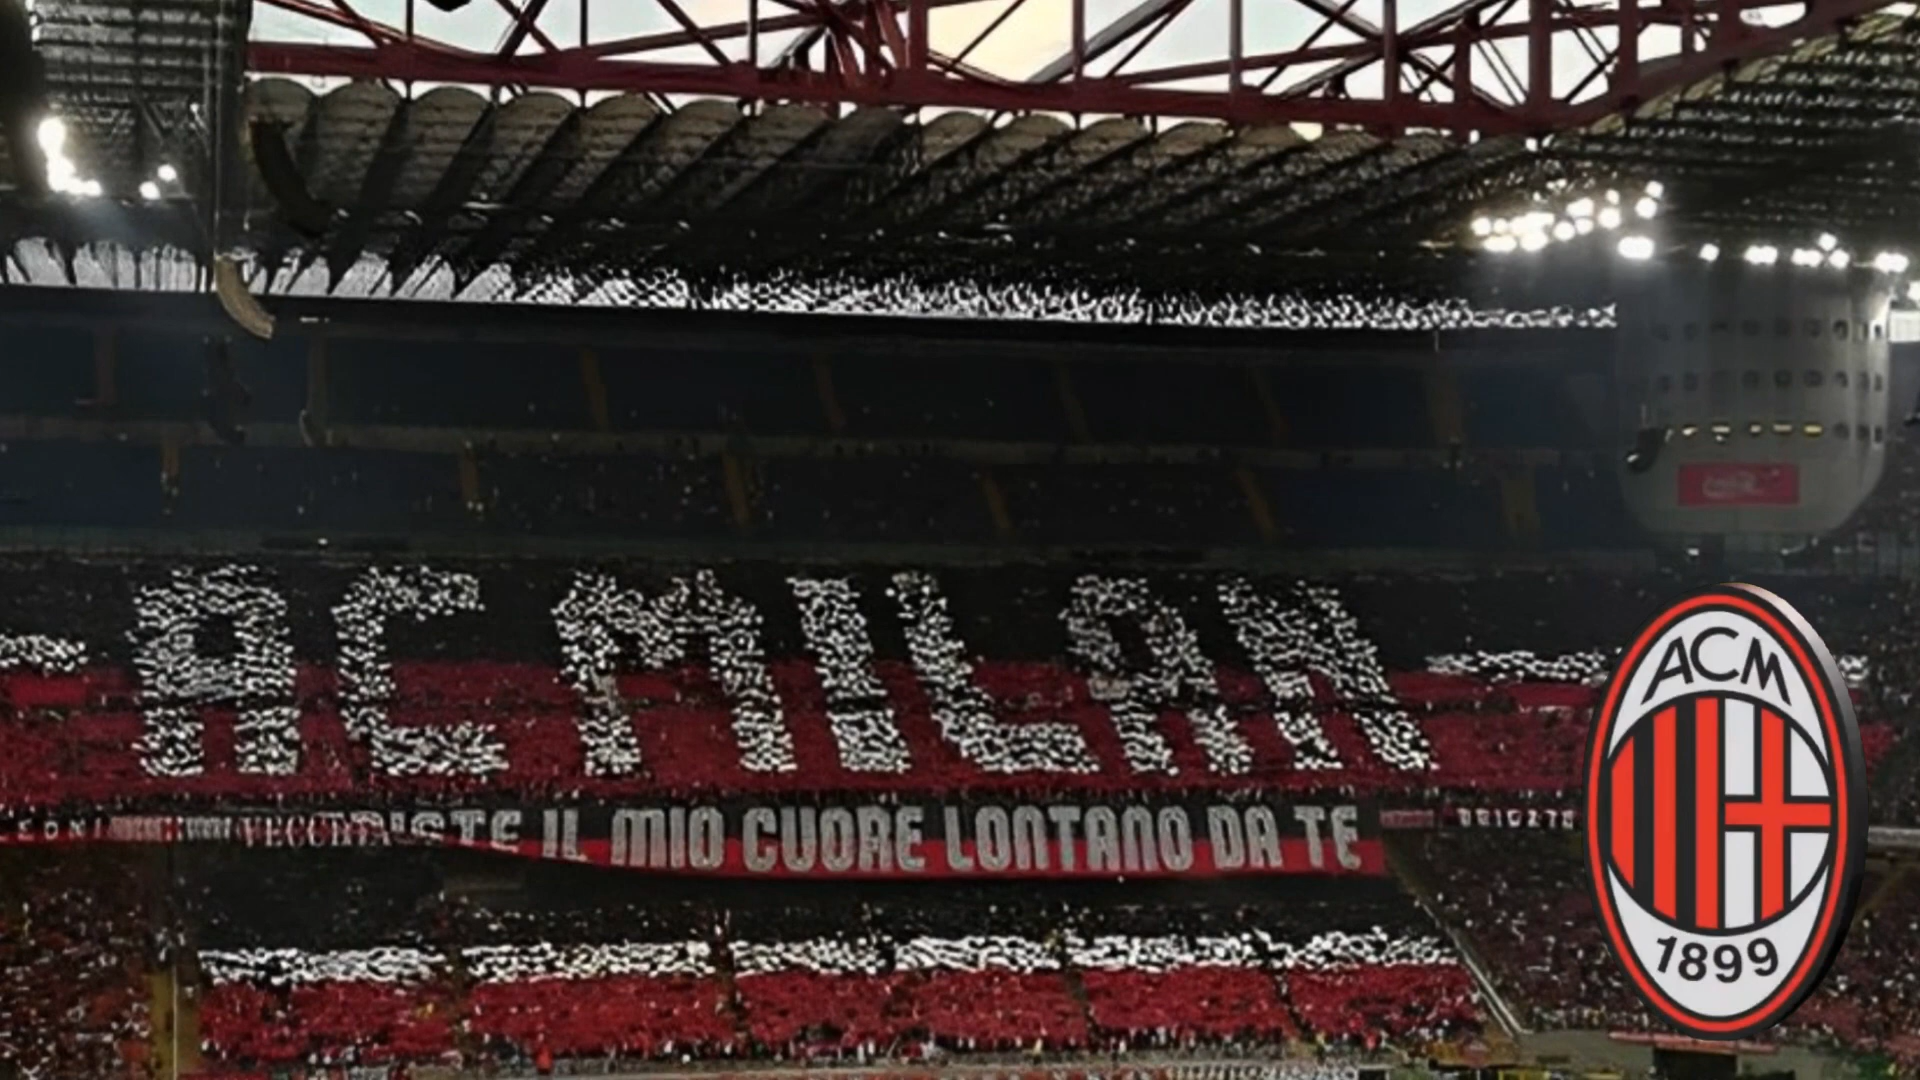 AC MILAN
IL MIO CUORE LONTANO DA TE
ACM
1899